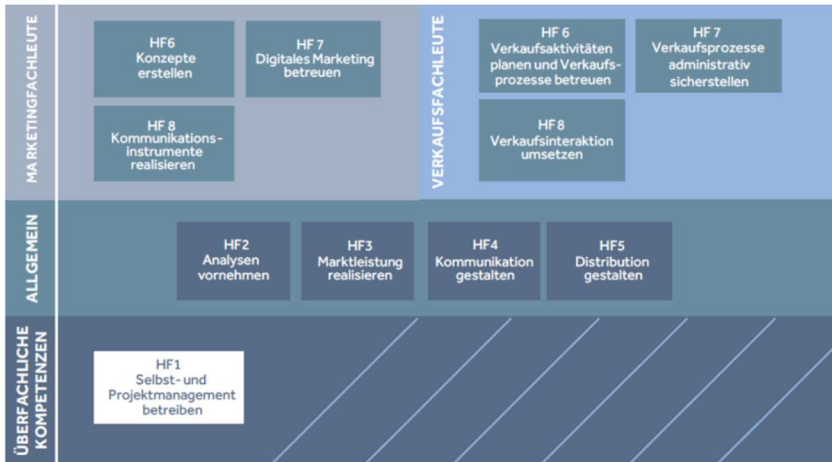 MARKETINGFACHLEUTE
HF6
Konzepte
erstellen
HF 7
Digitales Marketing
betreuen
HF 8
Kommunikations-
instrumente
realisieren
VERKAUFSFACHLEUTE
HF 6
Verkaufsaktivitäten
planen und Verkaufs-
prozesse betreuen
HF 7
Verkaufsprozesse
administrativ
sicherstellen
HF8
Verkaufsinteraktion
umsetzen
ALLGEMEIN
HF2
Analysen
vornehmen
HF3
Marktleistung
realisieren
HF4
Kommunikation
gestalten
HF5
Distribution
gestalten
ÜBERFACHLICHE
KOMPETENZEN
HF1
Selbst- und
Projektmanagement
betreiben